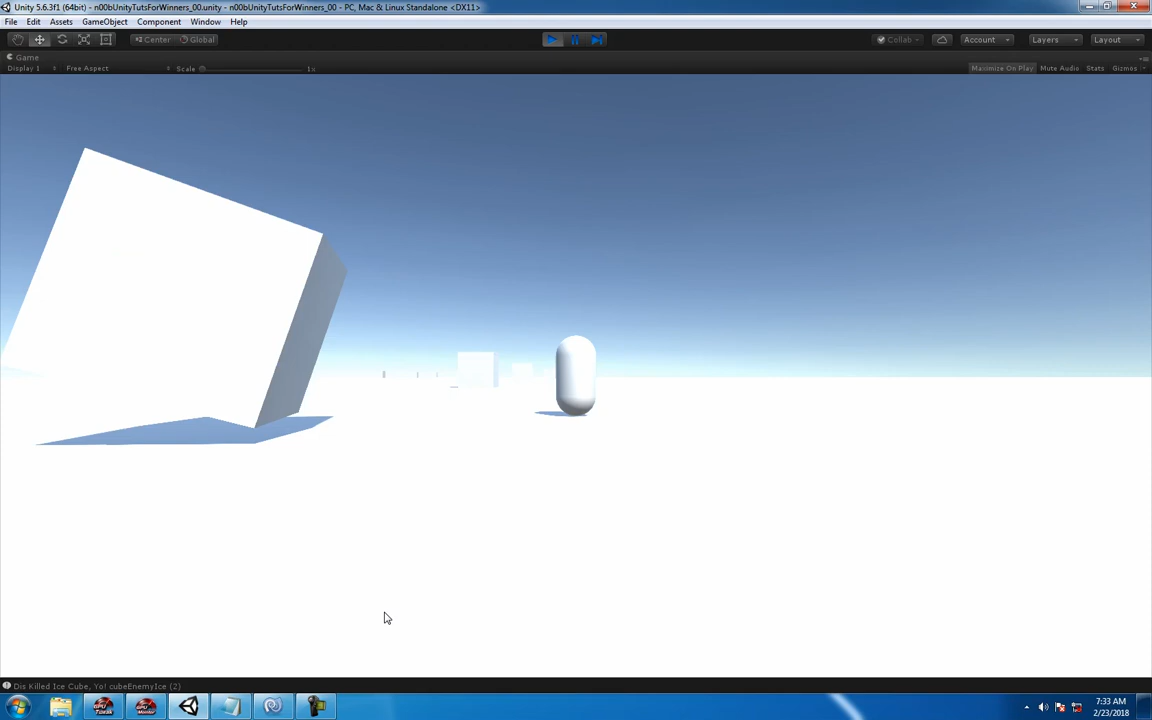 Unity 5.6.3f1 (64bit) - n00bUnityTutsForWinners_00.unity - n00bUnityTutsForWinners_00 - PC, Mac & Linux Standalone <DX11>
File Edit Assets GameObject Component Window Help
Center Global Collab Account Layers Layout
Game
Display 1 Free Aspect Scale 1x Maximize On Play Mute Audio Stats Gizmos
Dis Killed Ice Cube, Yo! cubeEnemyIce (2)
7:33 AM
2/23/2018